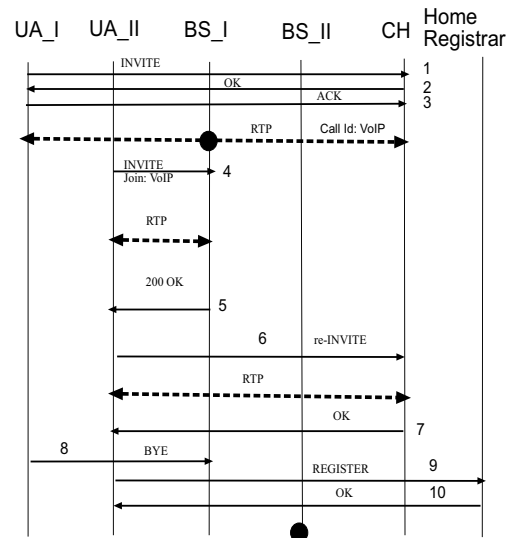 UA_I UA_II BS_I BS_II CH Home Registrar
INVITE 1
OK 2
ACK 3
RTP Call Id: VoIP
INVITE 4
Join: VoIP
RTP
200 OK
5
6 re-INVITE
RTP
OK
7
8 BYE
REGISTER 9
OK 10